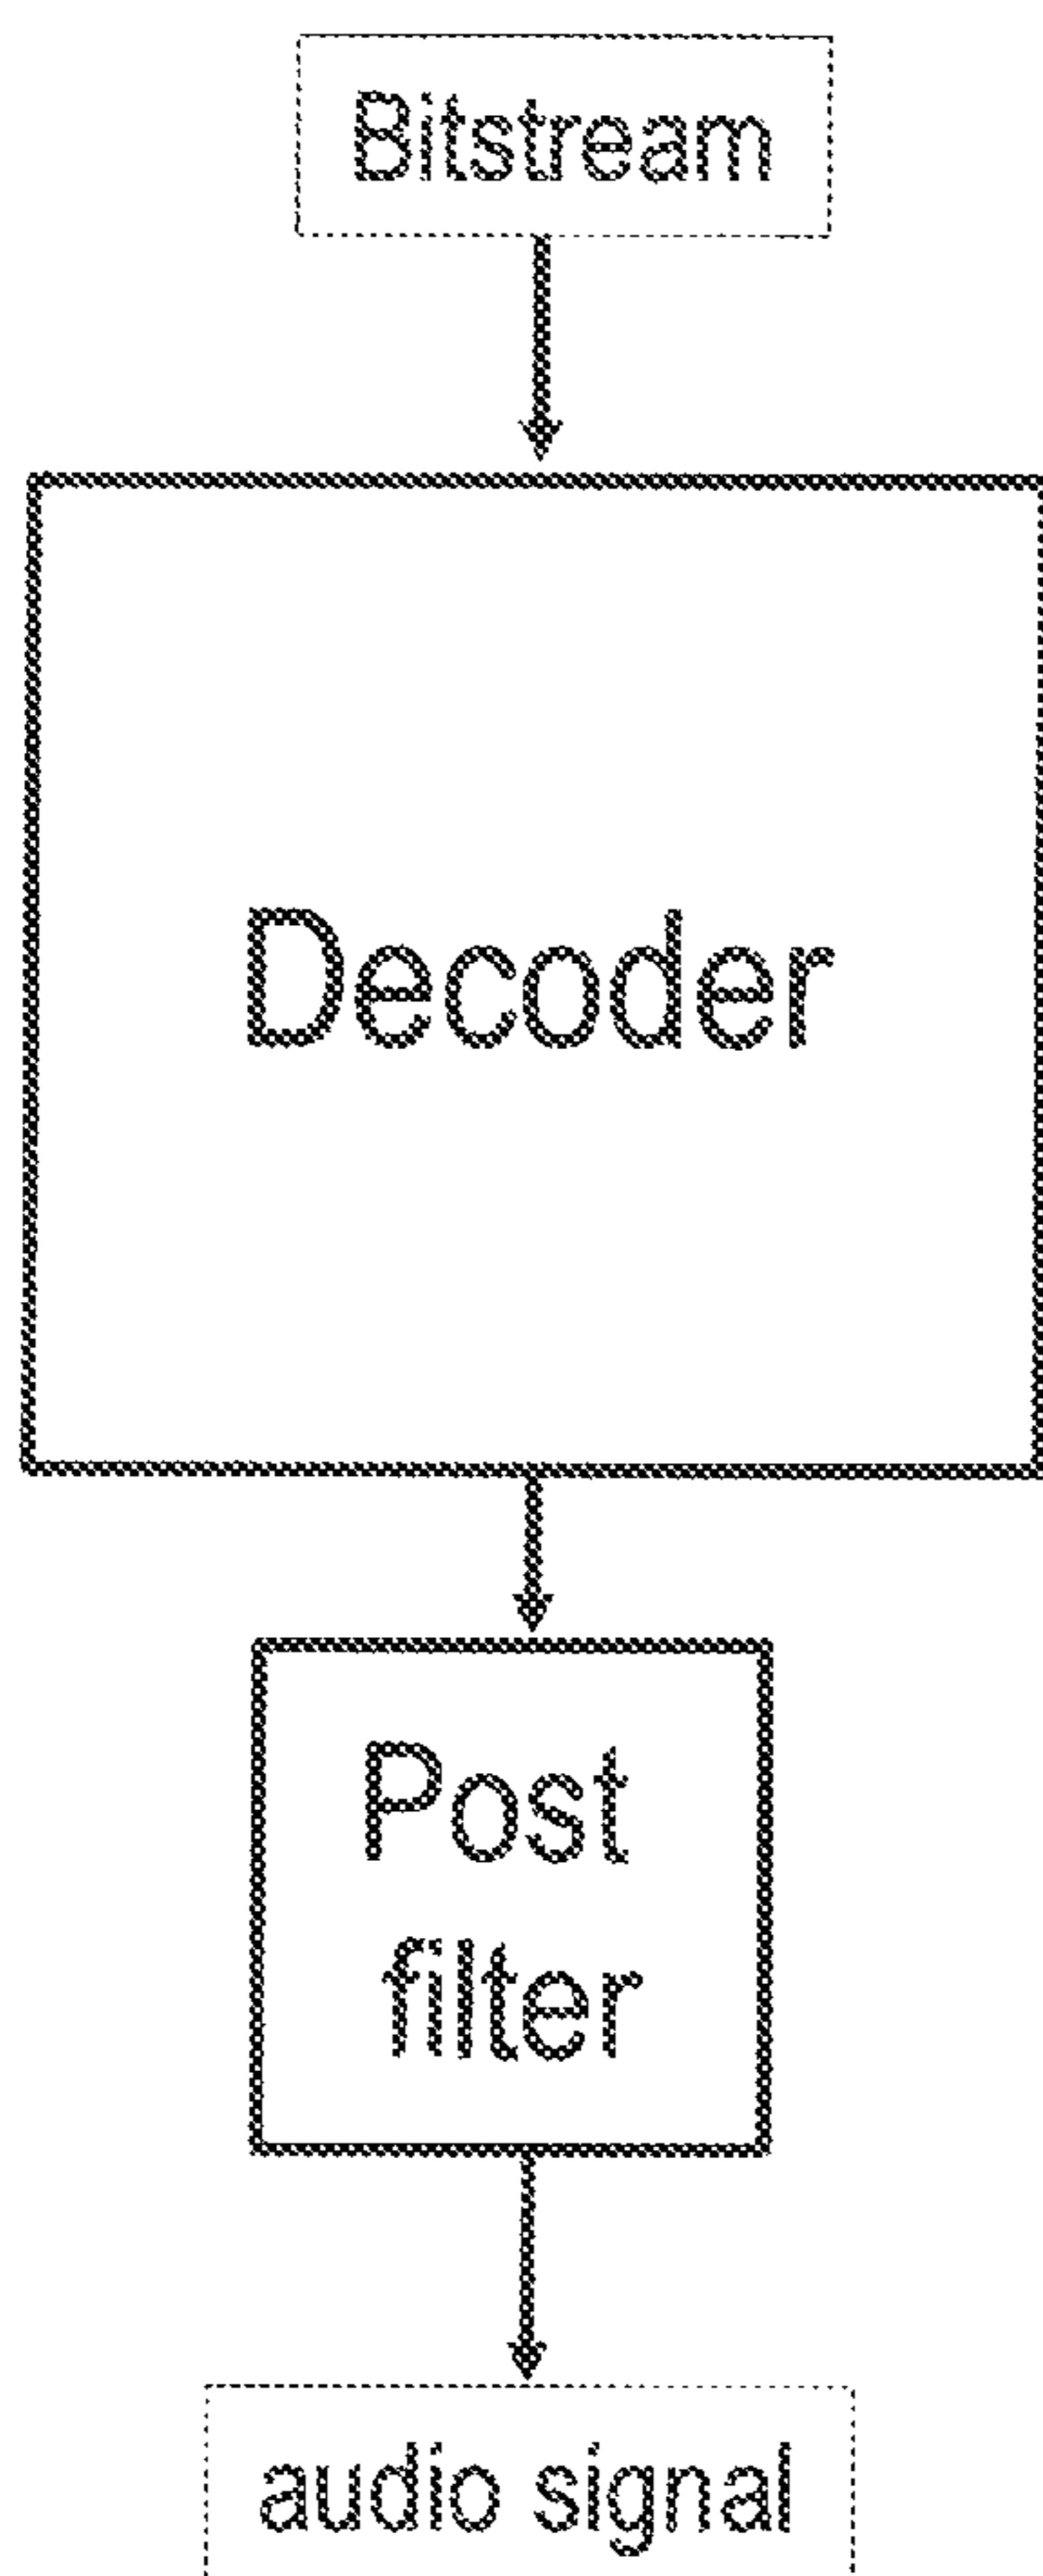 Bitstream
Decoder
Post
filter
audio signal